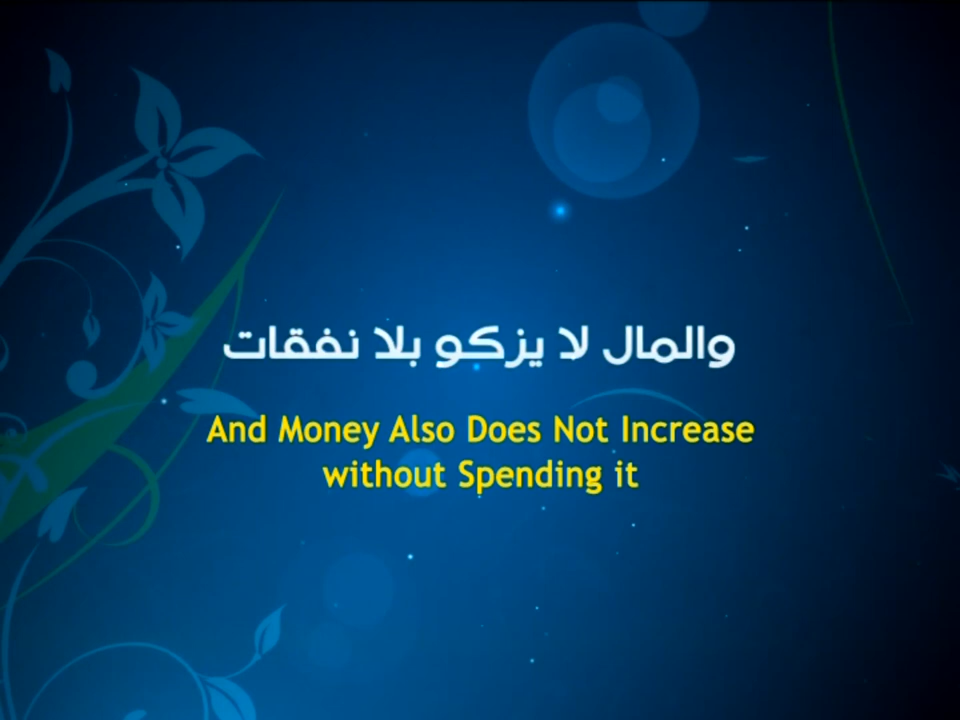 والمال لا يزكو بلا نفقات
And Money Also Does Not Increase
without Spending it